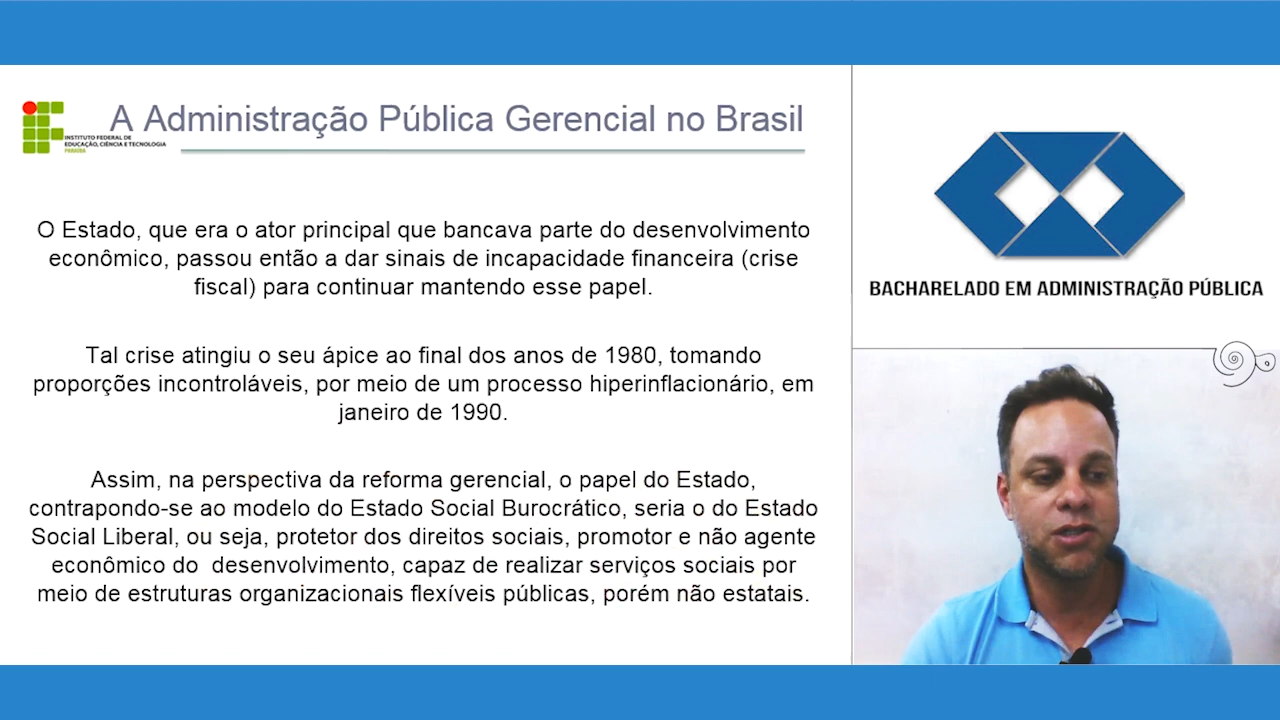 A Administração Pública Gerencial no Brasil
INSTITUTO FEDERAL DE
EDUCAÇÃO, CIÊNCIA E TECNOLOGIA
PARAÍBA
O Estado, que era o ator principal que bancava parte do desenvolvimento
econômico, passou então a dar sinais de incapacidade financeira (crise
fiscal) para continuar mantendo esse papel.
Tal crise atingiu o seu ápice ao final dos anos de 1980, tomando
proporções incontroláveis, por meio de um processo hiperinflacionário, em
janeiro de 1990.
Assim, na perspectiva da reforma gerencial, o papel do Estado,
contrapondo-se ao modelo do Estado Social Burocrático, seria o do Estado
Social Liberal, ou seja, protetor dos direitos sociais, promotor e não agente
econômico do  desenvolvimento, capaz de realizar serviços sociais por
meio de estruturas organizacionais flexíveis públicas, porém não estatais.
BACHARELADO EM ADMINISTRAÇÃO PÚBLICA